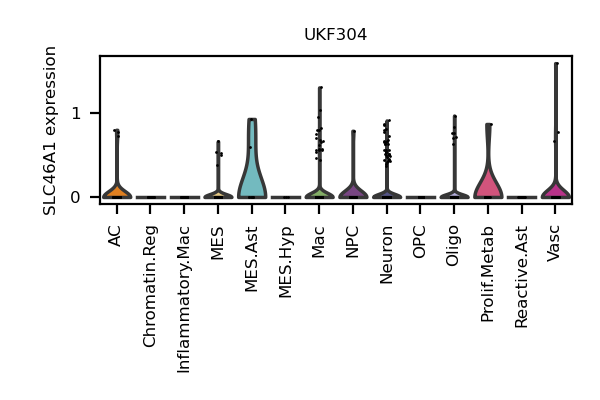 UKF304
SLC46A1 expression
1
0
AC
Chromatin.Reg
Inflammatory.Mac
MES
MES.Ast
MES.Hyp
Mac
NPC
Neuron
OPC
Oligo
Prolif.Metab
Reactive.Ast
Vasc